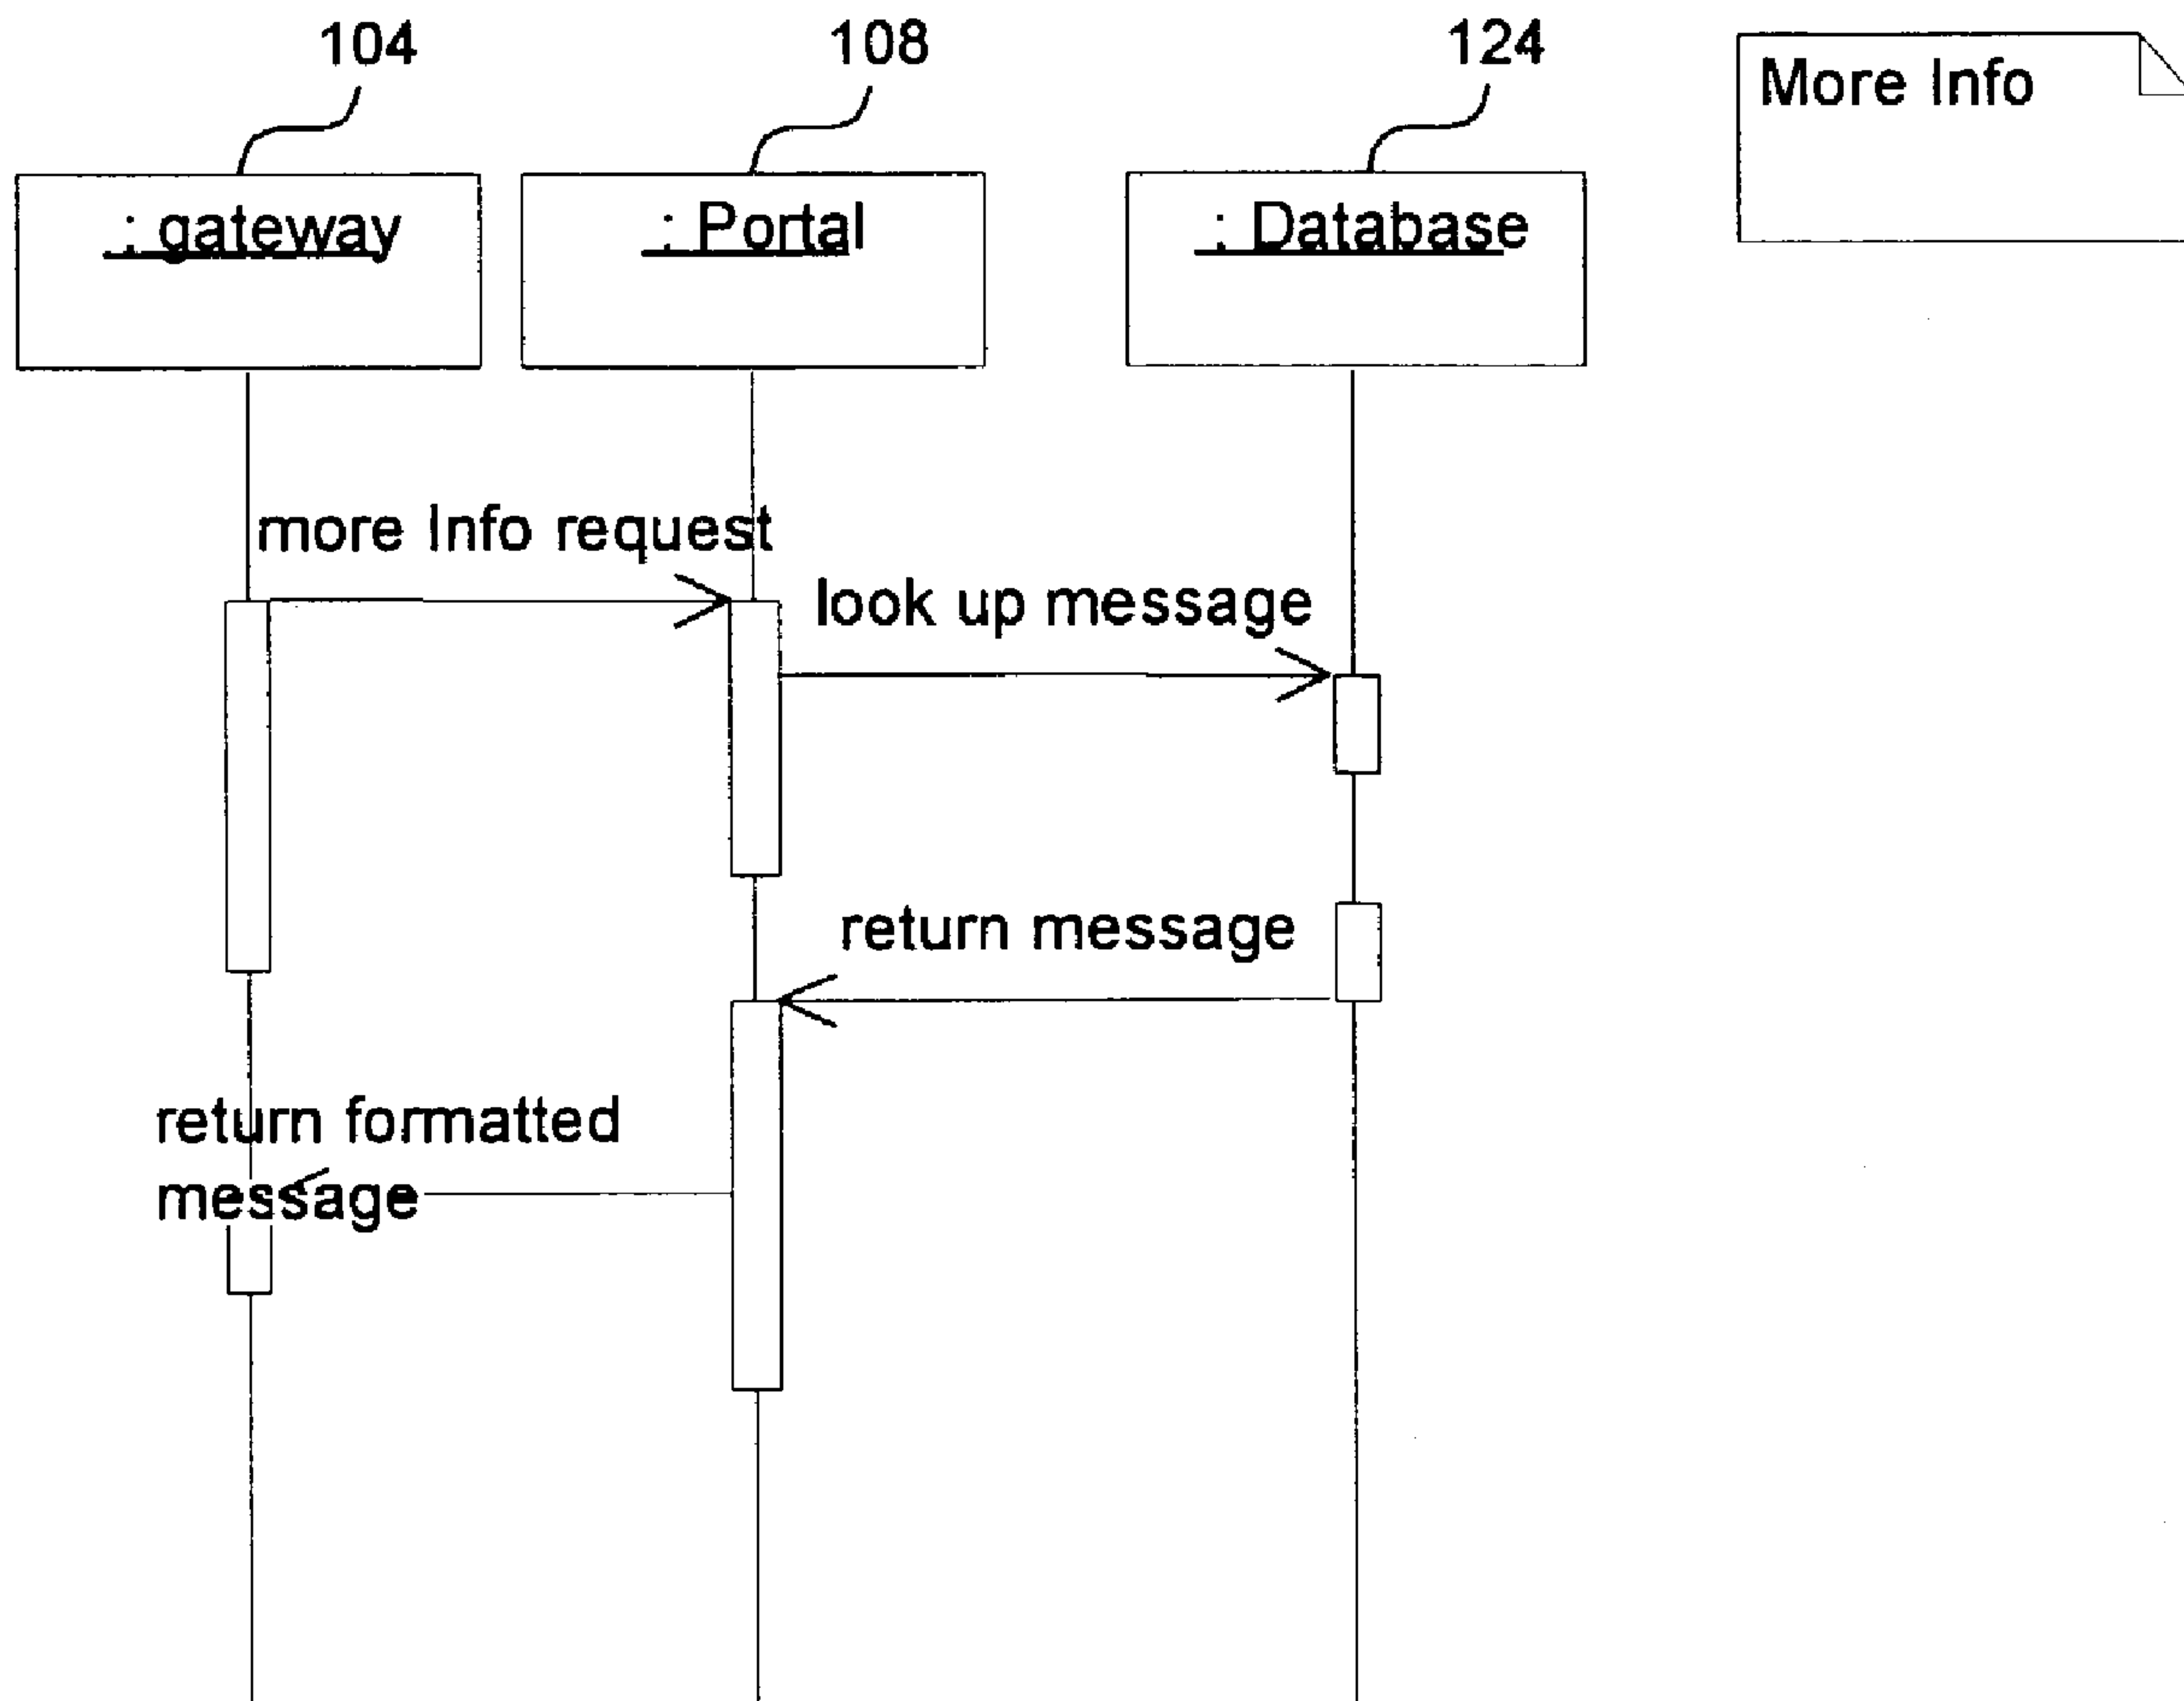 104
108
124
More Info
: gateway
: Portal
: Database
more Info request
look up message
return message
return formatted
message